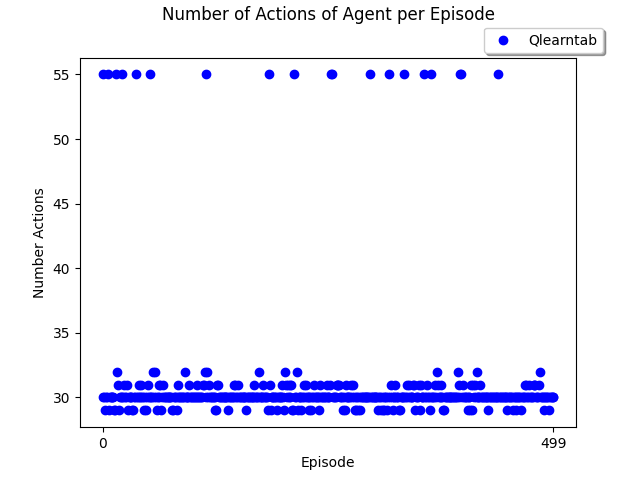 Number of Actions of Agent per Episode
Qlearntab
55
50
45
40
35
30
Number Actions
0
499
Episode